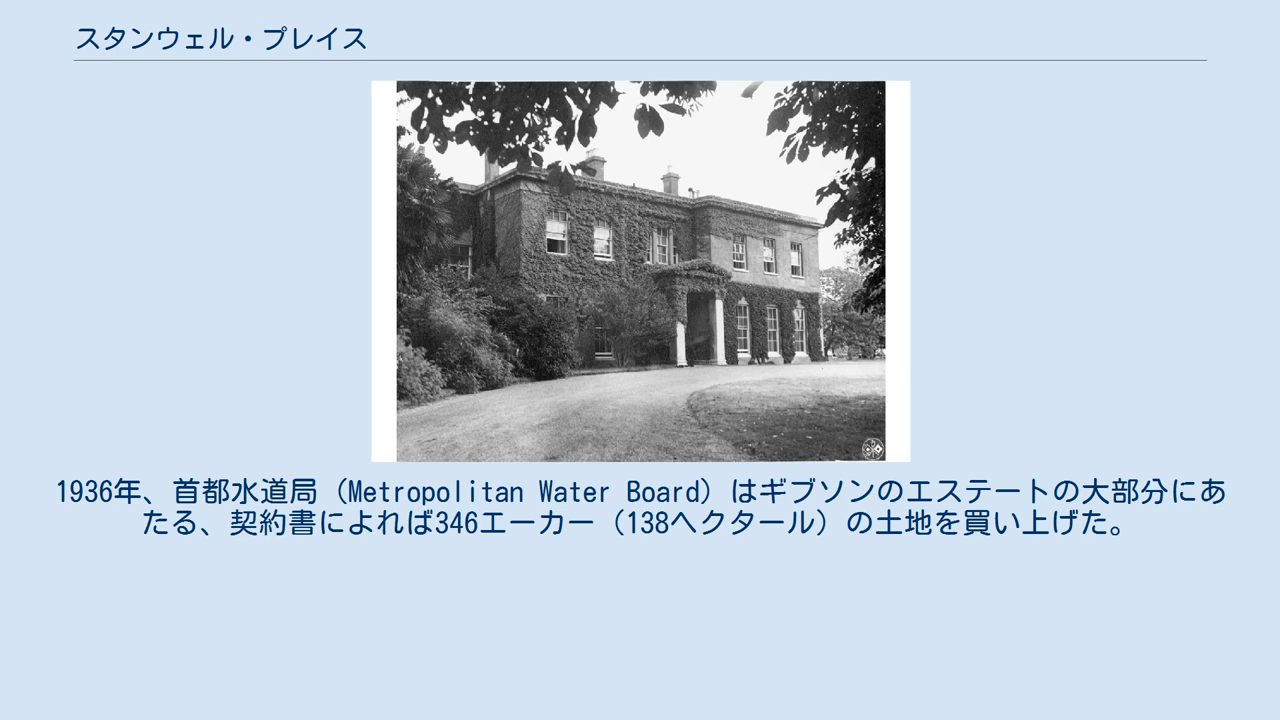 スタンウェル・プレイス
1936年、首都水道局（Metropolitan Water Board）はギブソンのエステートの大部分にあ
たる、契約書によれば346エーカー（138ヘクタール）の土地を買い上げた。